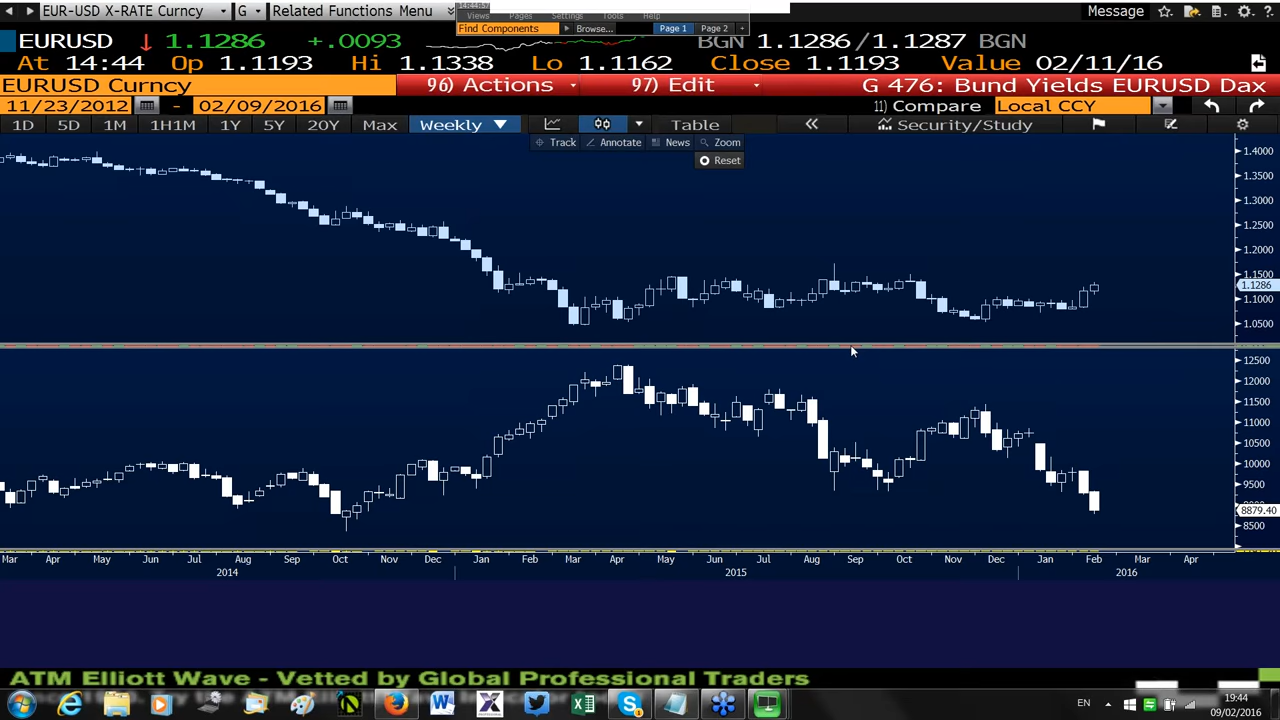 EUR-USD X-RATE Curncy G Related Functions Menu Message
14:44:57
Views Pages Settings Tools Help
Find Components Browse... Page 1 Page 2 +
EURUSD 1.1286 +.0093 BGN 1.1286/1.1287 BGN
At 14:44 Op 1.1193 Hi 1.1338 Lo 1.1162 Close 1.1193 Value 02/11/16
EURUSD Curncy 96) Actions 97) Edit G 476: Bund Yields EURUSD Dax
11/23/2012 - 02/09/2016 11) Compare Local CCY
1D 5D 1M 1H1M 1Y 5Y 20Y Max Weekly Table « Security/Study
Track Annotate News Zoom
Reset
1.4000
1.3500
1.3000
1.2500
1.2000
1.1500
1.1286
1.1000
1.0500
12500
12000
11500
11000
10500
10000
9500
8879.40
8500
Mar Apr May Jun Jul Aug Sep Oct Nov Dec Jan Feb Mar Apr May Jun Jul Aug Sep Oct Nov Dec Jan Feb Mar Apr
2014 2015 2016
ATM Elliott Wave - Vetted by Global Professional Traders
EN 19:44
09/02/2016